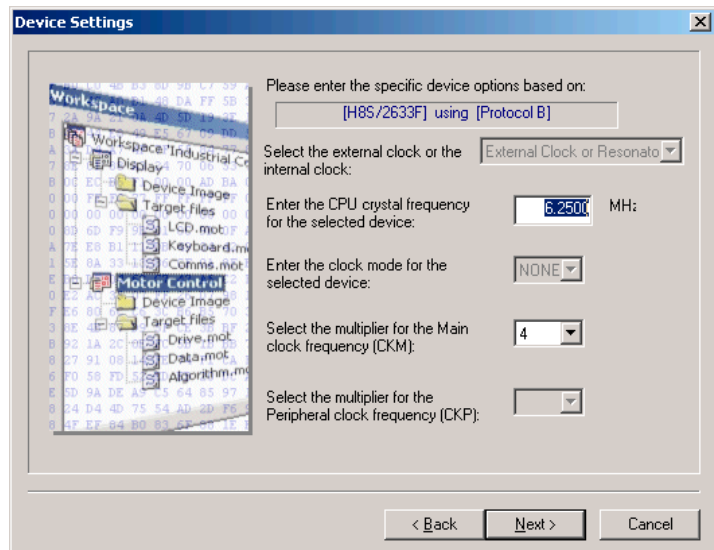 Device Settings
Please enter the specific device options based on:
[H8S/2633F] using [Protocol B]
Select the external clock or the
internal clock:
External Clock or Resonato
Enter the CPU crystal frequency
for the selected device:
6.2500
MHz
Enter the clock mode for the
selected device:
NONE
Select the multiplier for the Main
clock frequency (CKM):
4
Select the multiplier for the
Peripheral clock frequency (CKP):
Workspace
Workspace 'Industrial Co
Display
Device Image
Target files
LCD.mot
Keyboard.m
Comms.mot
Motor Control
Device Image
Target files
Drive.mot
Data.mot
Algorithm.mo
< Back
Next >
Cancel